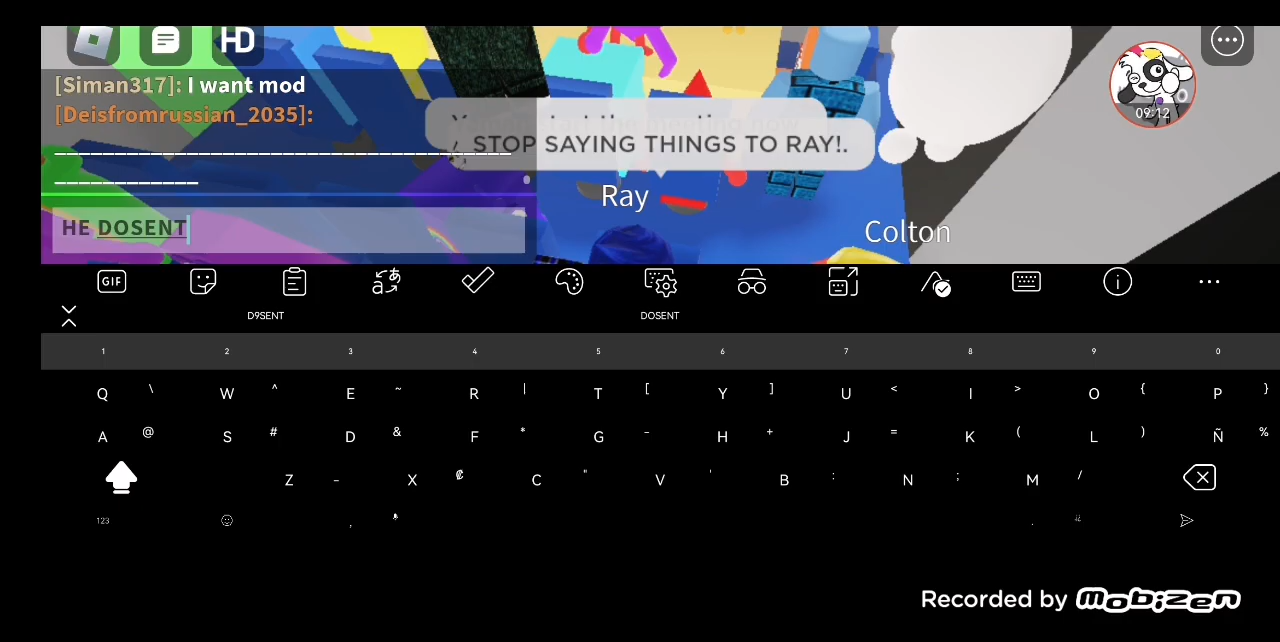 HD
[Siman317]: I want mod
[Deisfromrussian_2035]:
09:12
STOP SAYING THINGS TO RAY!.
Ray
Colton
HE DOSENT
GIF
D9SENT DOSENT
1 2 3 4 5 6 7 8 9 0
Q \ W ^ E ~ R | T [ Y ] U < I > O { P }
A @ S # D & F * G - H + J = K ( L ) Ñ %
Z - X ₡ C " V ' B : N ; M /
123 , .
Recorded by mobizen